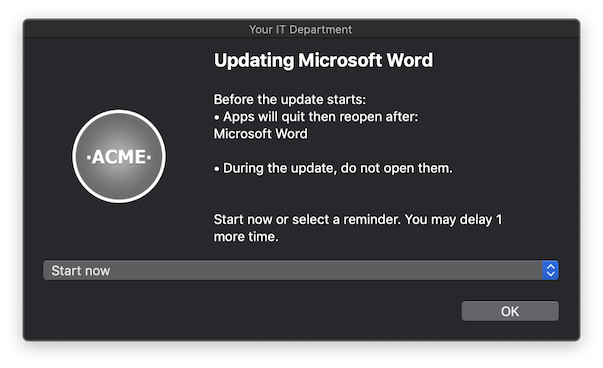 Your IT Department
Updating Microsoft Word
Before the update starts:
• Apps will quit then reopen after:
Microsoft Word
• During the update, do not open them.
·ACME·
Start now or select a reminder. You may delay 1
more time.
Start now
OK